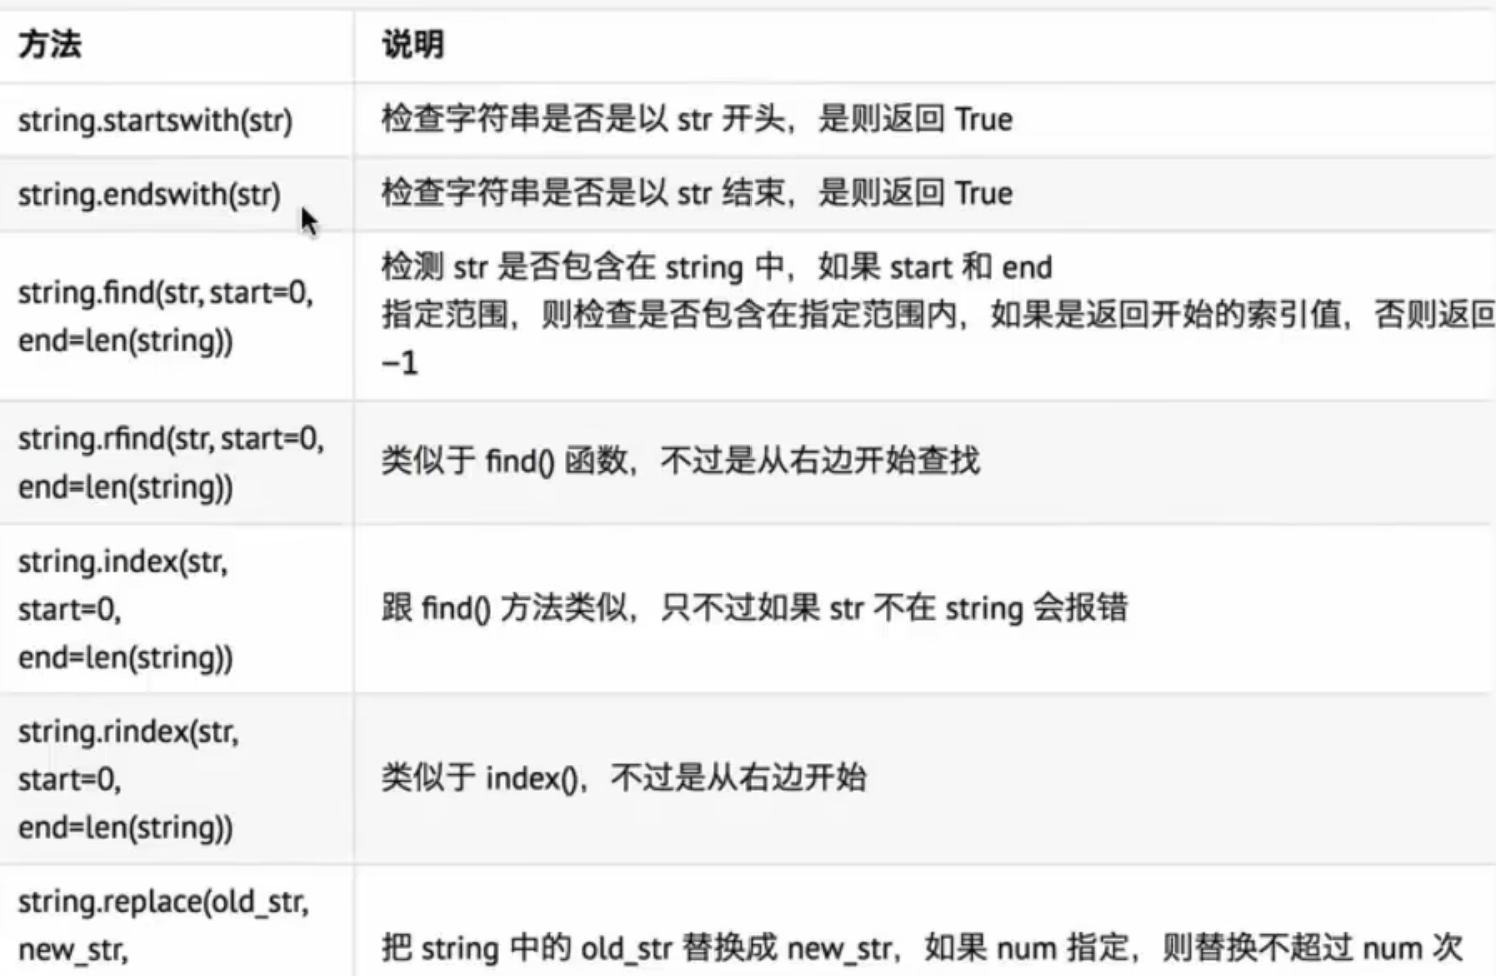 方法
说明
string.startswith(str)
检查字符串是否是以 str 开头，是则返回 True
string.endswith(str)
检查字符串是否是以 str 结束，是则返回 True
string.find(str, start=0,
end=len(string))
检测 str 是否包含在 string 中，如果 start 和 end
指定范围，则检查是否包含在指定范围内，如果是返回开始的索引值，否则返回
–1
string.rfind(str, start=0,
end=len(string))
类似于 find() 函数，不过是从右边开始查找
string.index(str,
start=0,
end=len(string))
跟 find() 方法类似，只不过如果 str 不在 string 会报错
string.rindex(str,
start=0,
end=len(string))
类似于 index()，不过是从右边开始
string.replace(old_str,
new_str,
把 string 中的 old_str 替换成 new_str，如果 num 指定，则替换不超过 num 次